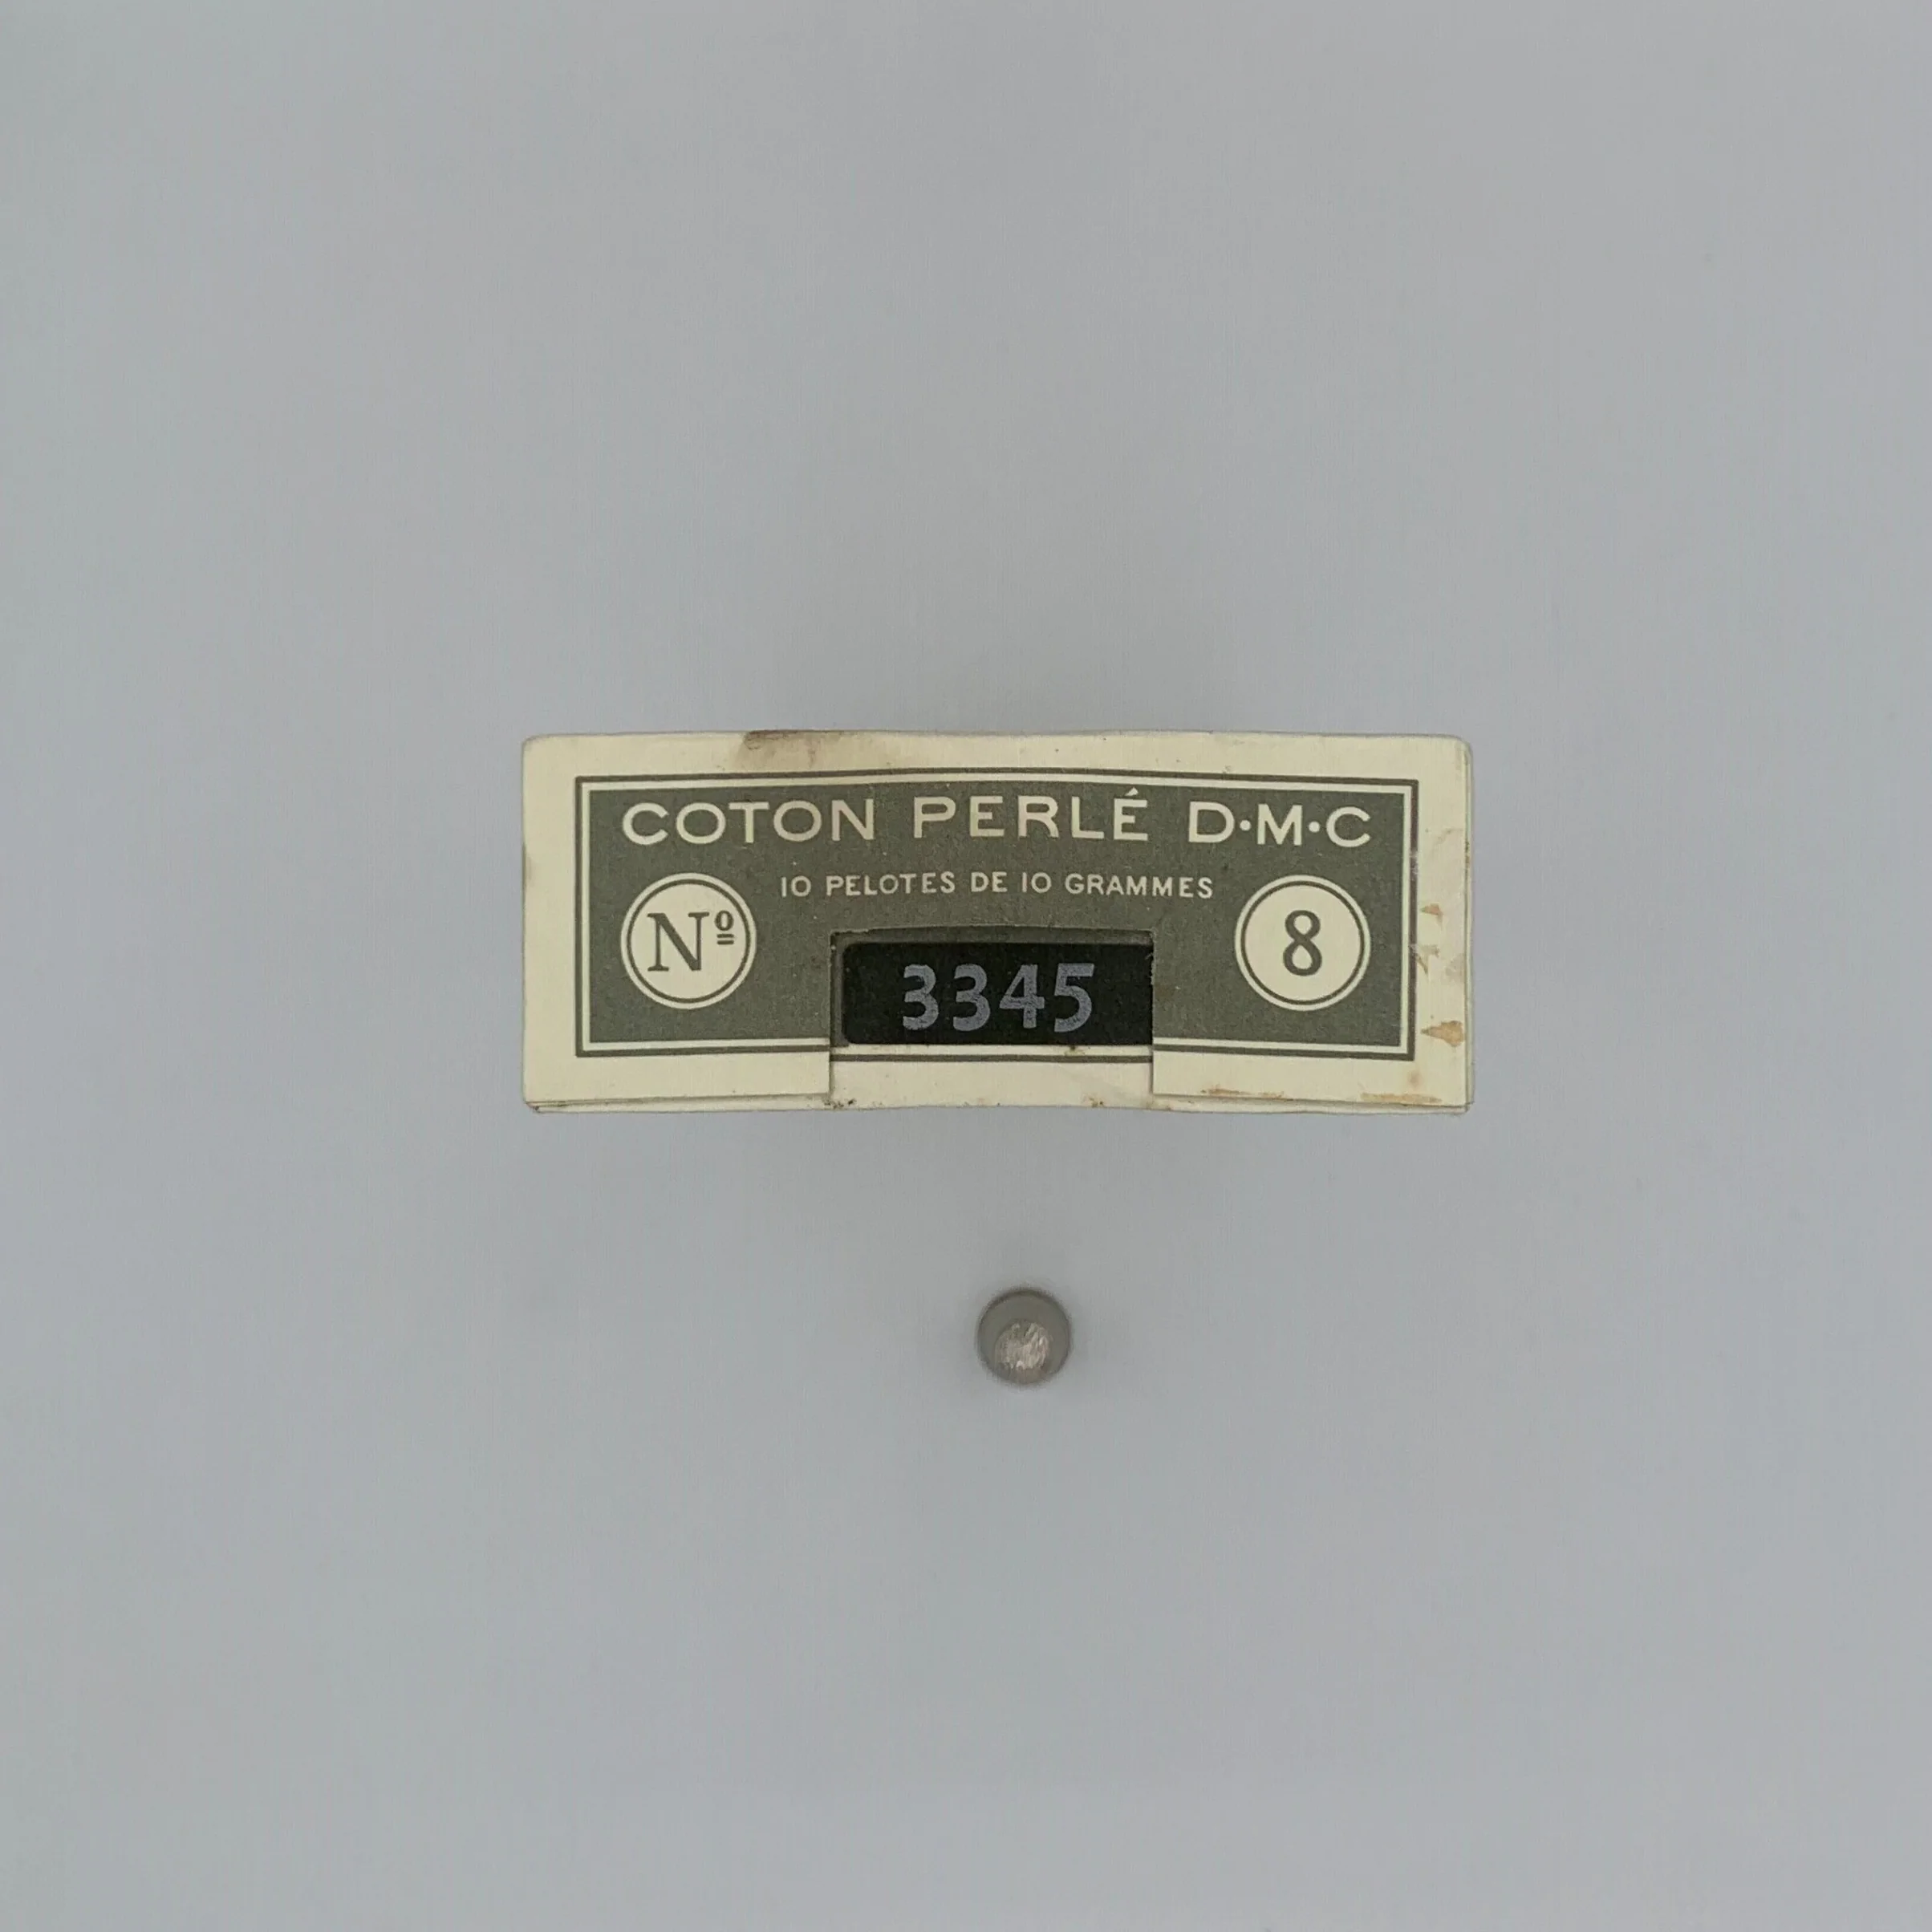 COTON PERLÉ D·M·C
10 PELOTES DE 10 GRAMMES
Nº 8
3345